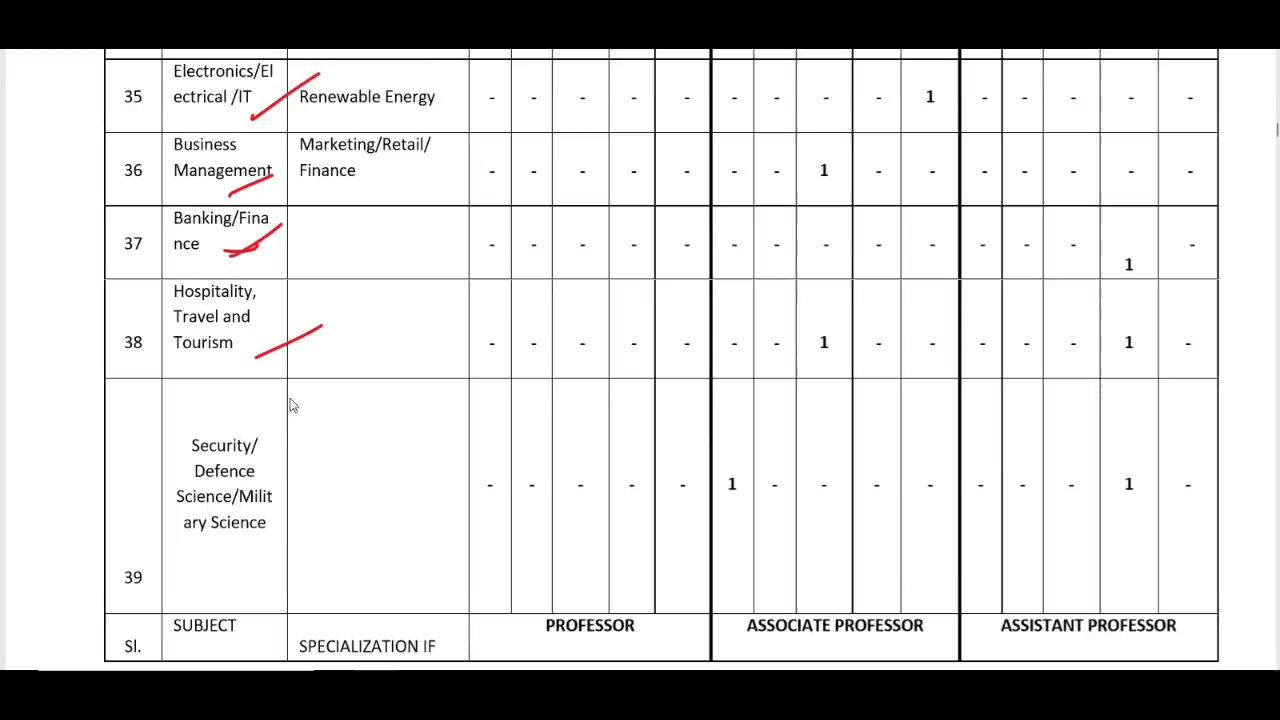 35 Electronics/El
ectrical /IT Renewable Energy - - - - - - - - - 1 - - - - -
36 Business
Management Marketing/Retail/
Finance - - - - - - - 1 - - - - - - -
37 Banking/Fina
nce - - - - - - - - - - - - - 1 -
38 Hospitality,
Travel and
Tourism - - - - - - - 1 - - - - - 1 -
Security/
Defence
Science/Milit
ary Science - - - - - 1 - - - - - - - 1 -
39
Sl. SUBJECT SPECIALIZATION IF PROFESSOR ASSOCIATE PROFESSOR ASSISTANT PROFESSOR